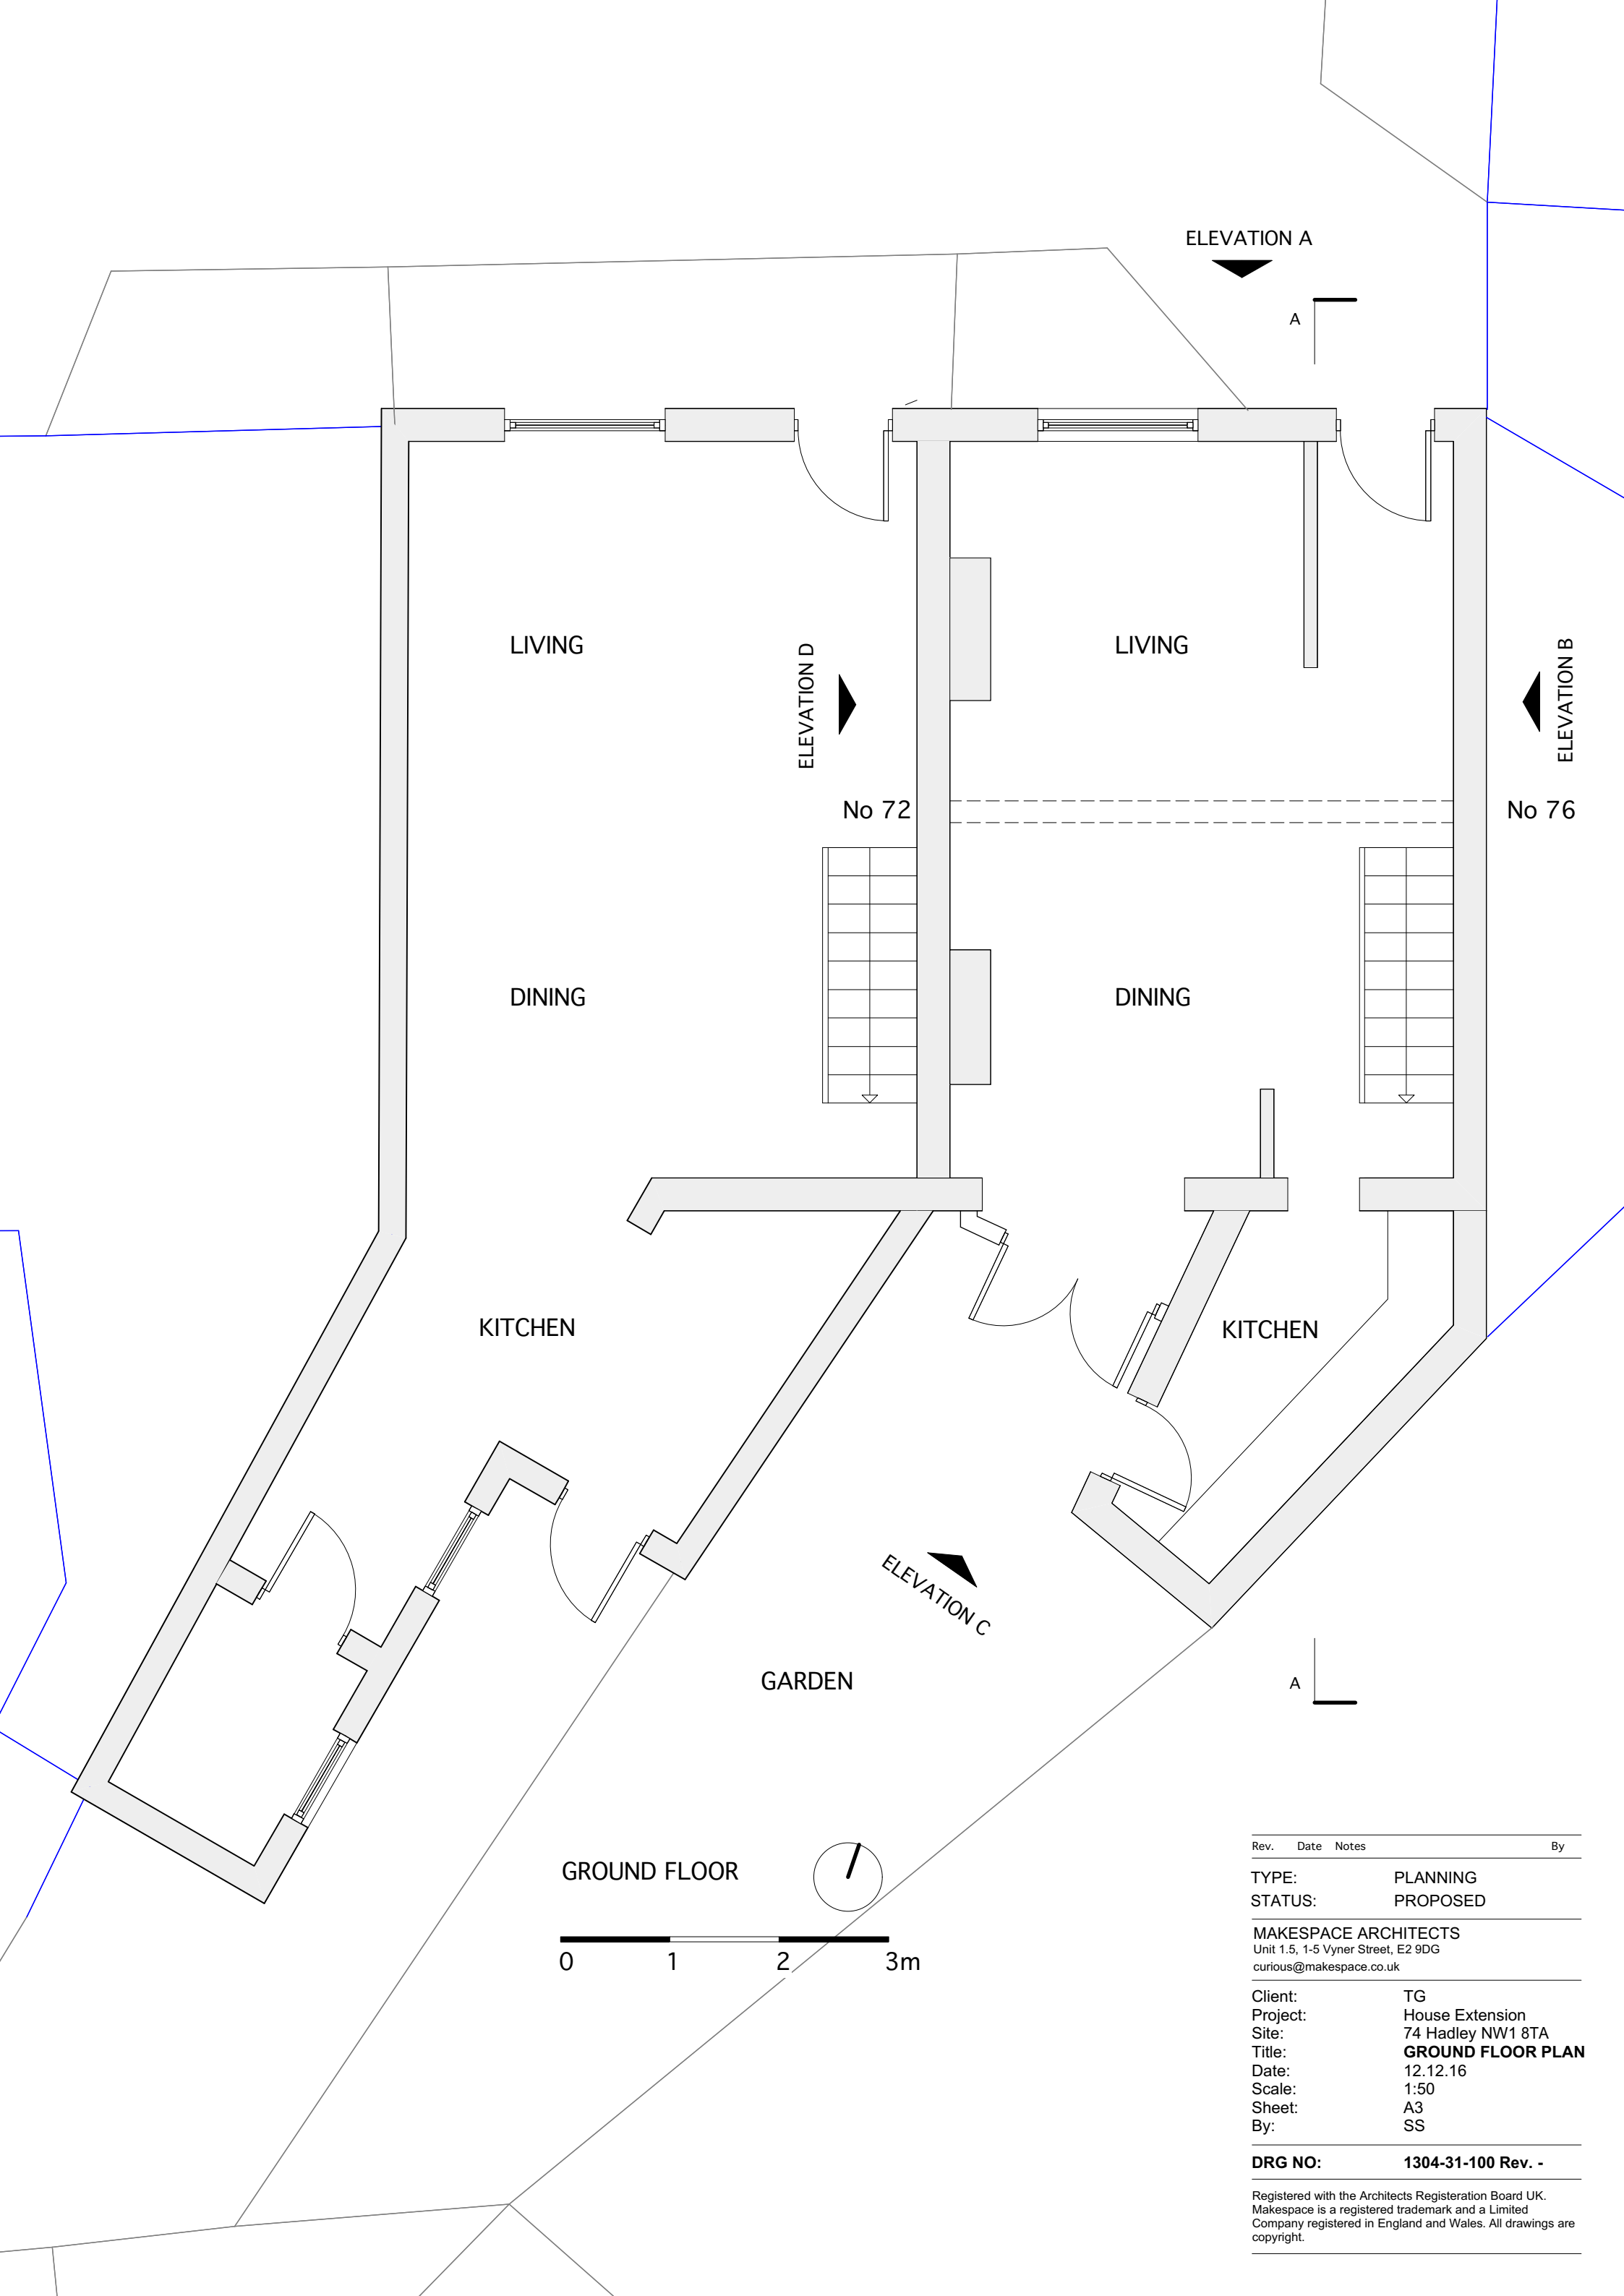 ELEVATION A
A
LIVING
LIVING
ELEVATION D
ELEVATION B
No 72
No 76
DINING
DINING
KITCHEN
KITCHEN
ELEVATION C
GARDEN
A
GROUND FLOOR
0 1 2 3m
Rev. Date Notes By
TYPE: PLANNING
STATUS: PROPOSED
MAKESPACE ARCHITECTS
Unit 1.5, 1-5 Vyner Street, E2 9DG
curious@makespace.co.uk
Client: TG
Project: House Extension
Site: 74 Hadley NW1 8TA
Title: GROUND FLOOR PLAN
Date: 12.12.16
Scale: 1:50
Sheet: A3
By: SS
DRG NO: 1304-31-100 Rev. -
Registered with the Architects Registeration Board UK.
Makespace is a registered trademark and a Limited
Company registered in England and Wales. All drawings are
copyright.